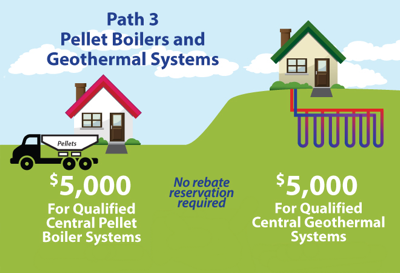 Path 3
Pellet Boilers and
Geothermal Systems
Pellets
$5,000
For Qualified
Central Pellet
Boiler Systems
No rebate
reservation
required
$5,000
For Qualified
Central Geothermal
Systems